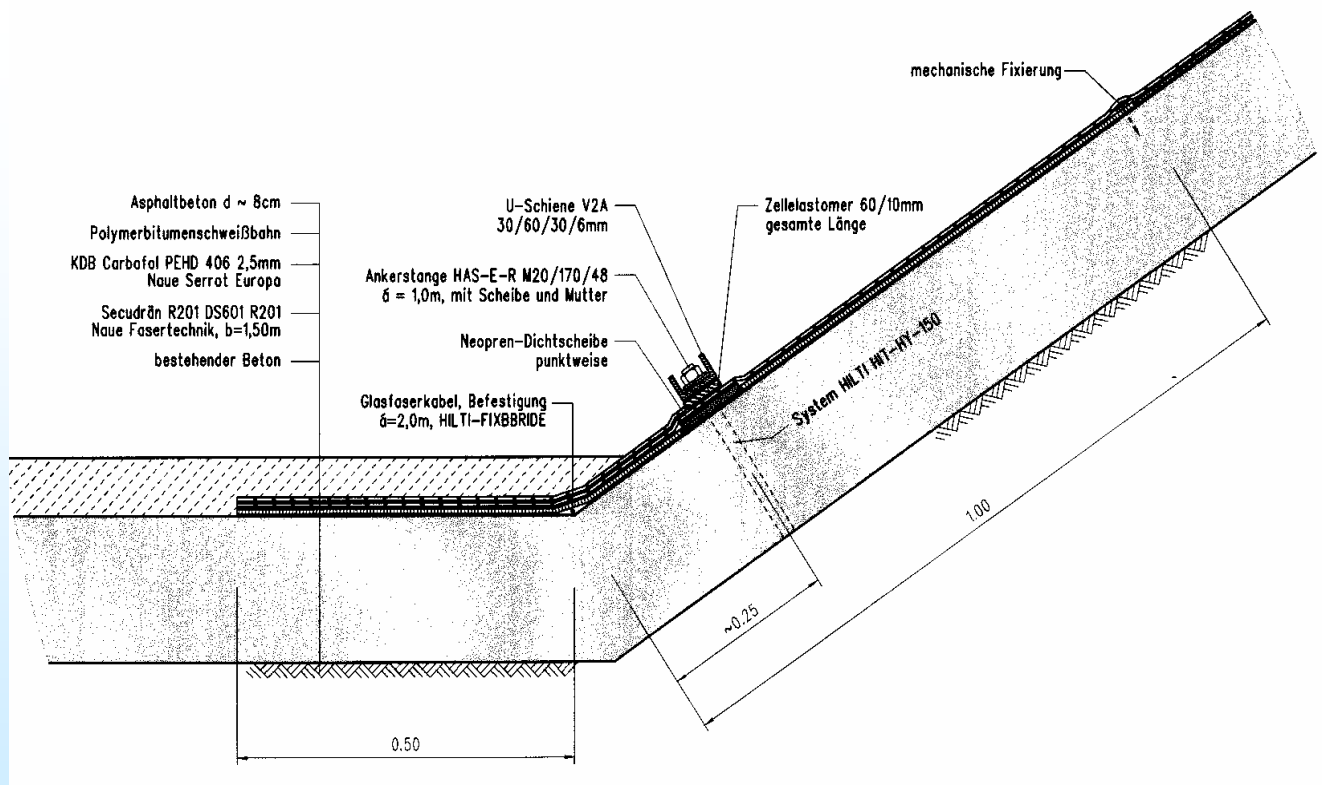 mechanische Fixierung
Asphaltbeton d ~ 8cm
Polymerbitumenschweißbahn
KDB Carbofol PEHD 406 2,5mm
Naue Serrot Europa
Secudrän R201 DS601 R201
Naue Fasertechnik, b=1,50m
bestehender Beton
U-Schiene V2A
30/60/30/6mm
Ankerstange HAS-E-R M20/170/48
á = 1,0m, mit Scheibe und Mutter
Neopren-Dichtscheibe
punktweise
Glasfaserkabel, Befestigung
á=2,0m, HILTI-FIXBBRIDE
Zellelastomer 60/10mm
gesamte Länge
System HILTI HIT-HY-150
1.00
~0.25
0.50